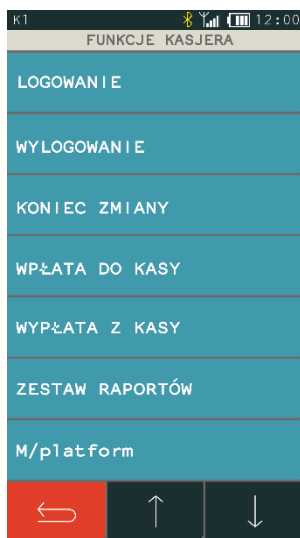 K1 12:00
FUNKCJE KASJERA
LOGOWANIE
WYLOGOWANIE
KONIEC ZMIANY
WPŁATA DO KASY
WYPŁATA Z KASY
ZESTAW RAPORTÓW
M/platform